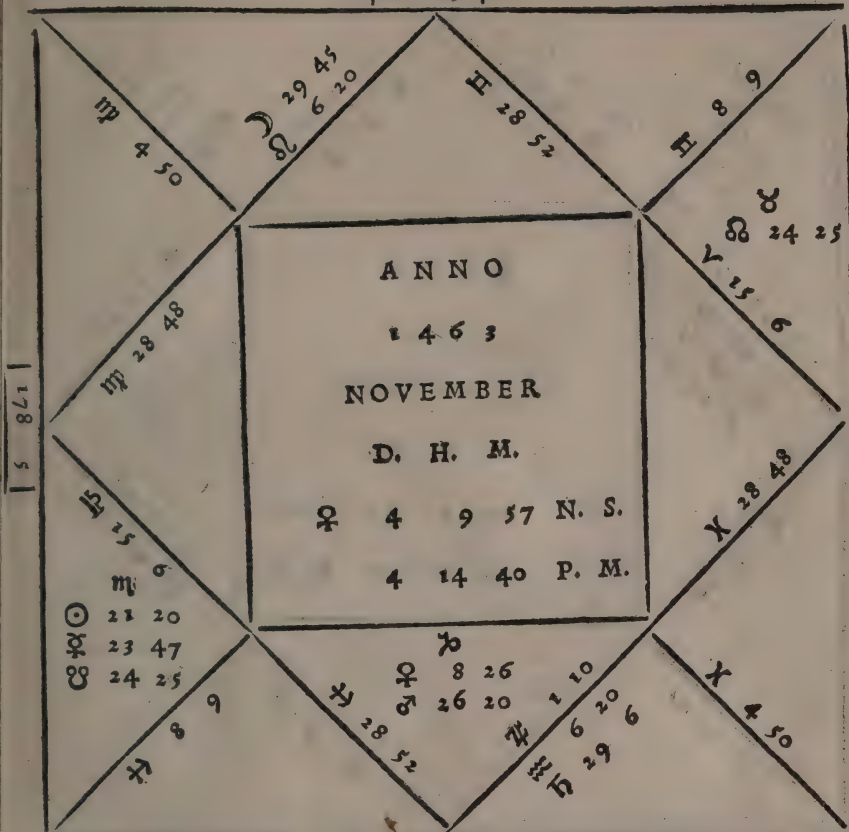 ♍ 4 50
☽ 29 45
♌ 6 20
♊ 28 52
♊ 8 9
♉
☊ 24 25
♈ 15 6
♍ 28 48
ANNO
1463
NOVEMBER
D. H. M.
♀ 4 9 57 N. S.
4 14 40 P. M.
♓ 28 48
178 5
♎ 15 6
♏
☉ 21 20
☿ 23 47
☋ 24 25
♐ 8 9
♐ 28 52
♑
♀ 8 26
♂ 26 20
♃ 1 10
♒ 6 20
♄ 29 6
♓ 4 50